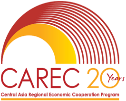 CAREC 20 Years
Central Asia Regional Economic Cooperation Program